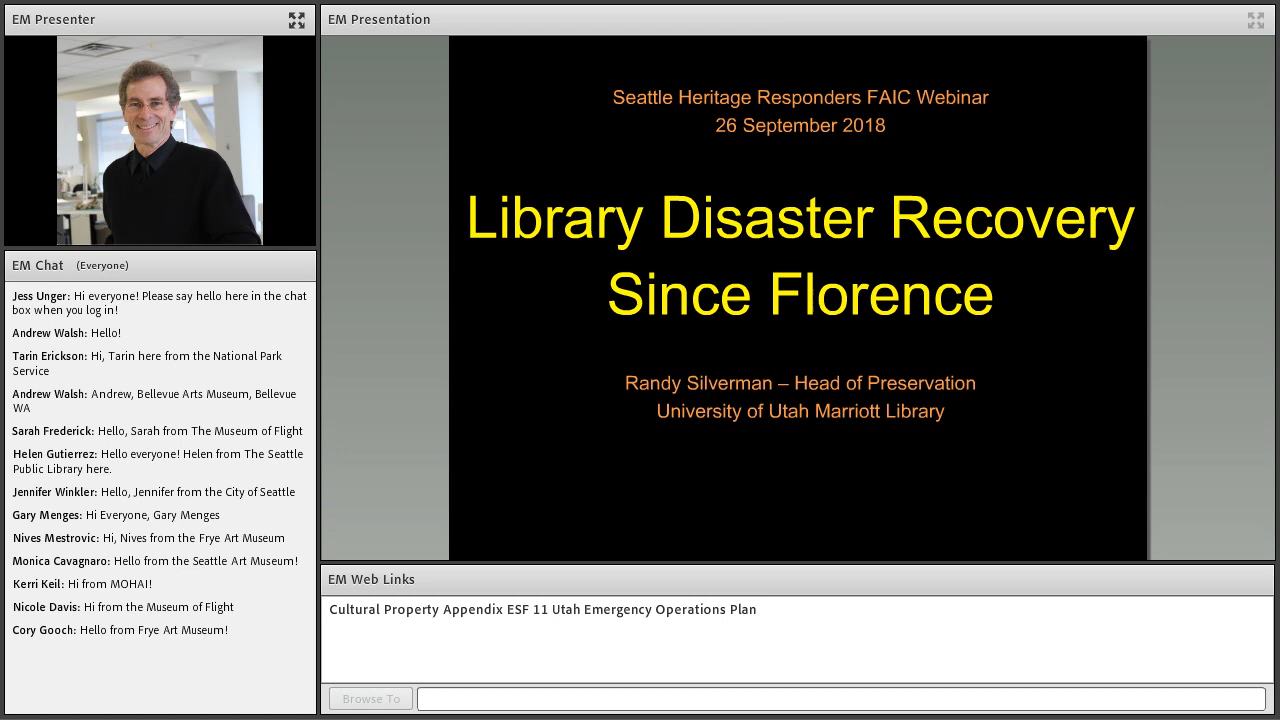 EM Presenter
EM Chat (Everyone)
Jess Unger: Hi everyone! Please say hello here in the chat
box when you log in!
Andrew Walsh: Hello!
Tarin Erickson: Hi, Tarin here from the National Park
Service
Andrew Walsh: Andrew, Bellevue Arts Museum, Bellevue
WA
Sarah Frederick: Hello, Sarah from The Museum of Flight
Helen Gutierrez: Hello everyone! Helen from The Seattle
Public Library here.
Jennifer Winkler: Hello, Jennifer from the City of Seattle
Gary Menges: Hi Everyone, Gary Menges
Nives Mestrovic: Hi, Nives from the Frye Art Museum
Monica Cavagnaro: Hello from the Seattle Art Museum!
Kerri Keil: Hi from MOHAI!
Nicole Davis: Hi from the Museum of Flight
Cory Gooch: Hello from Frye Art Museum!
EM Presentation
Seattle Heritage Responders FAIC Webinar
26 September 2018
Library Disaster Recovery
Since Florence
Randy Silverman – Head of Preservation
University of Utah Marriott Library
EM Web Links
Cultural Property Appendix ESF 11 Utah Emergency Operations Plan
Browse To